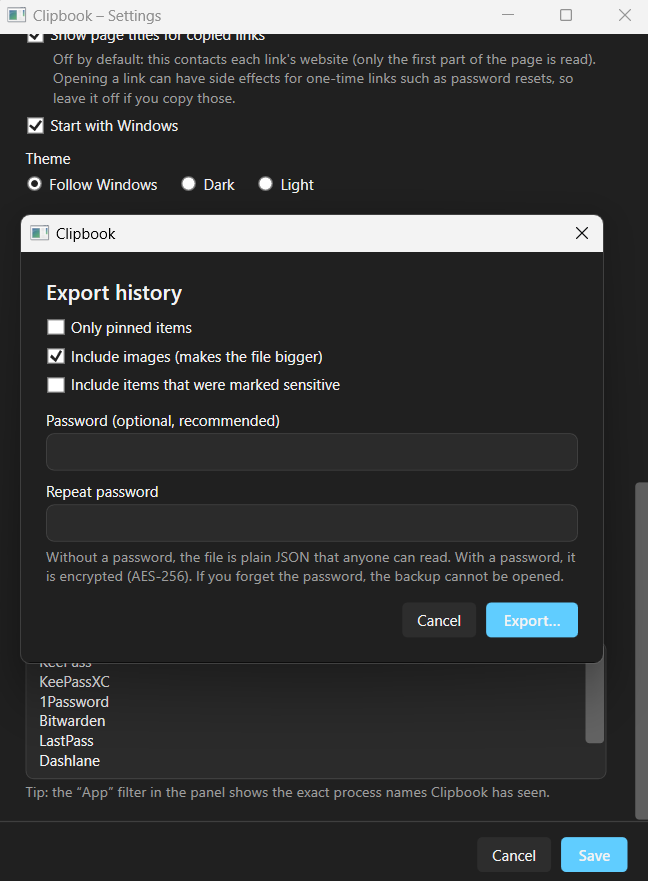 Clipbook – Settings
Show page titles for copied links
Off by default: this contacts each link's website (only the first part of the page is read).
Opening a link can have side effects for one-time links such as password resets, so
leave it off if you copy those.
Start with Windows
Theme
Follow Windows
Dark
Light
Clipbook
Export history
Only pinned items
Include images (makes the file bigger)
Include items that were marked sensitive
Password (optional, recommended)
Repeat password
Without a password, the file is plain JSON that anyone can read. With a password, it
is encrypted (AES-256). If you forget the password, the backup cannot be opened.
Cancel
Export...
KeePass
KeePassXC
1Password
Bitwarden
LastPass
Dashlane
Tip: the “App” filter in the panel shows the exact process names Clipbook has seen.
Cancel
Save